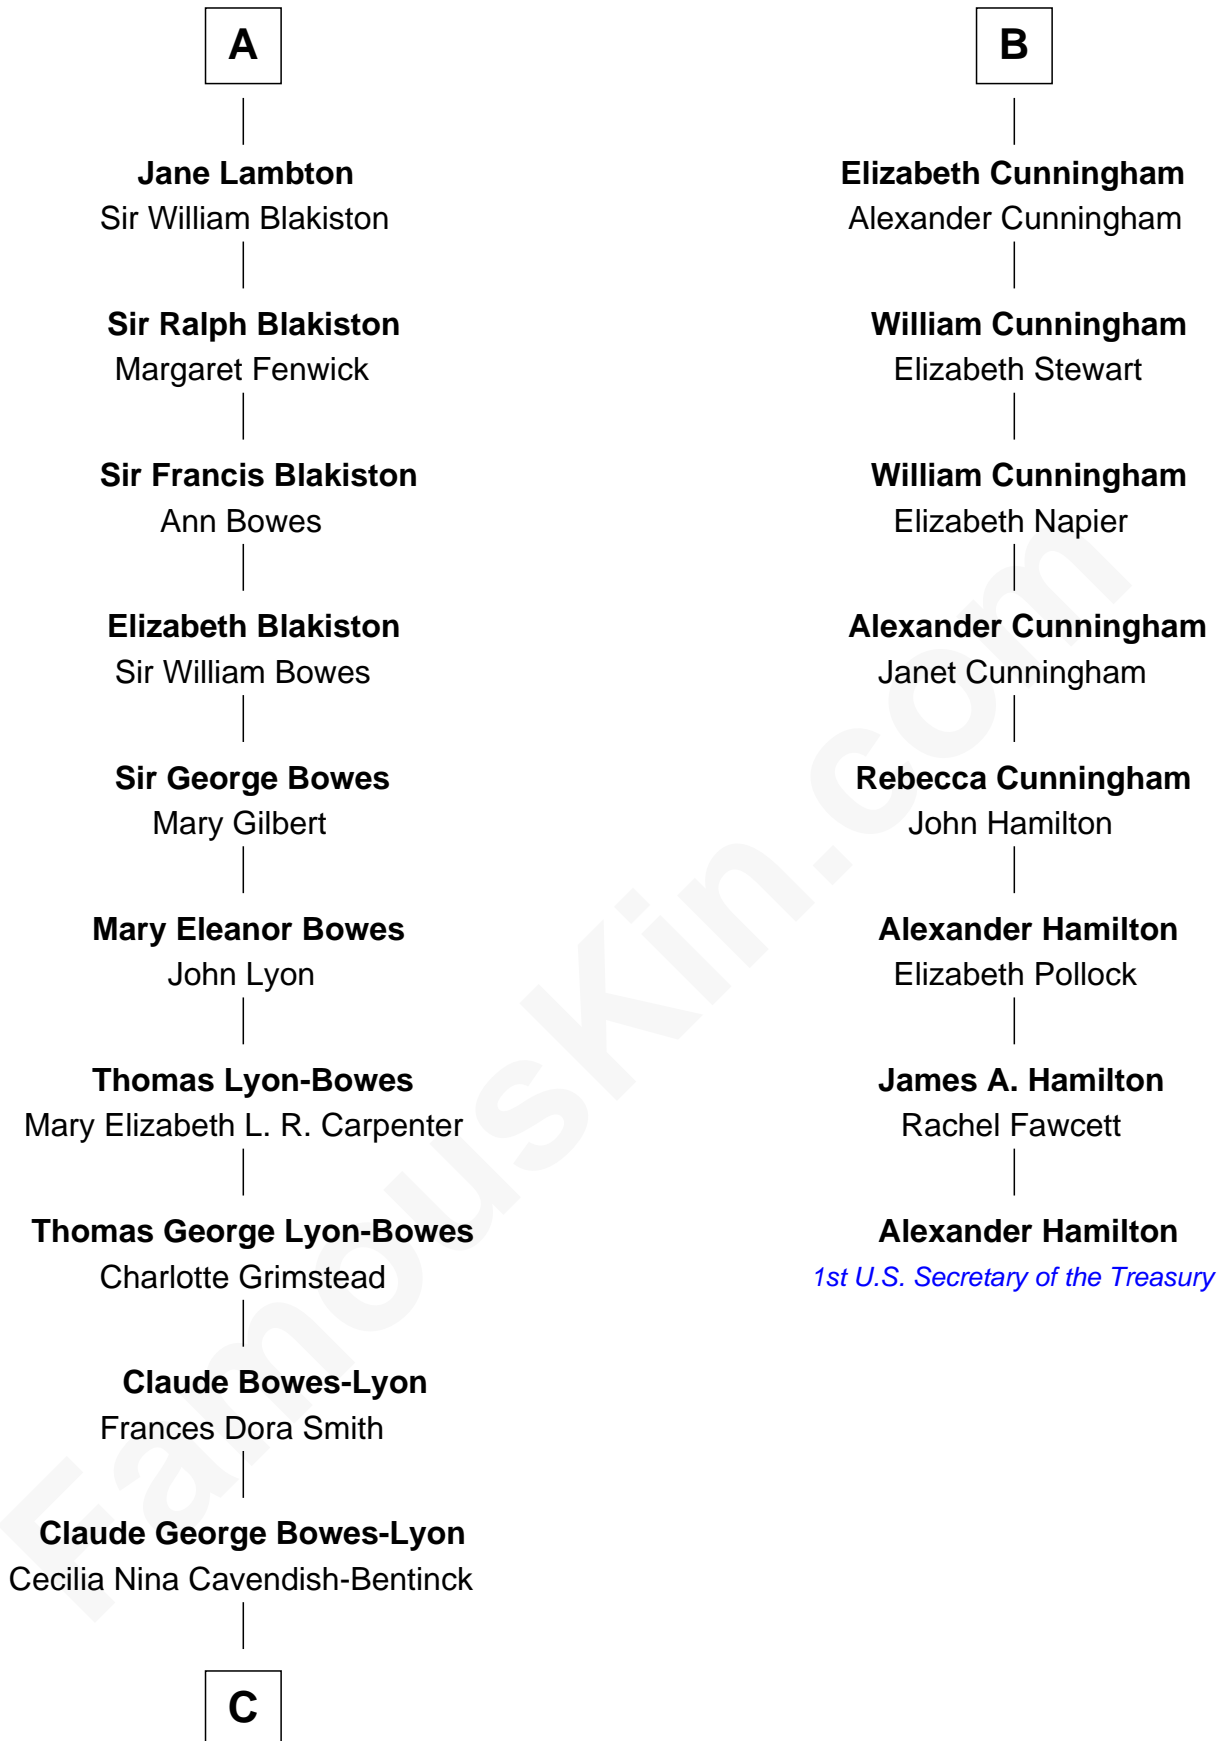 A
Jane Lambton
Sir William Blakiston
Sir Ralph Blakiston
Margaret Fenwick
Sir Francis Blakiston
Ann Bowes
Elizabeth Blakiston
Sir William Bowes
Sir George Bowes
Mary Gilbert
Mary Eleanor Bowes
John Lyon
Thomas Lyon-Bowes
Mary Elizabeth L. R. Carpenter
Thomas George Lyon-Bowes
Charlotte Grimstead
Claude Bowes-Lyon
Frances Dora Smith
Claude George Bowes-Lyon
Cecilia Nina Cavendish-Bentinck
C
B
Elizabeth Cunningham
Alexander Cunningham
William Cunningham
Elizabeth Stewart
William Cunningham
Elizabeth Napier
Alexander Cunningham
Janet Cunningham
Rebecca Cunningham
John Hamilton
Alexander Hamilton
Elizabeth Pollock
James A. Hamilton
Rachel Fawcett
Alexander Hamilton
1st U.S. Secretary of the Treasury
FamousKin.com